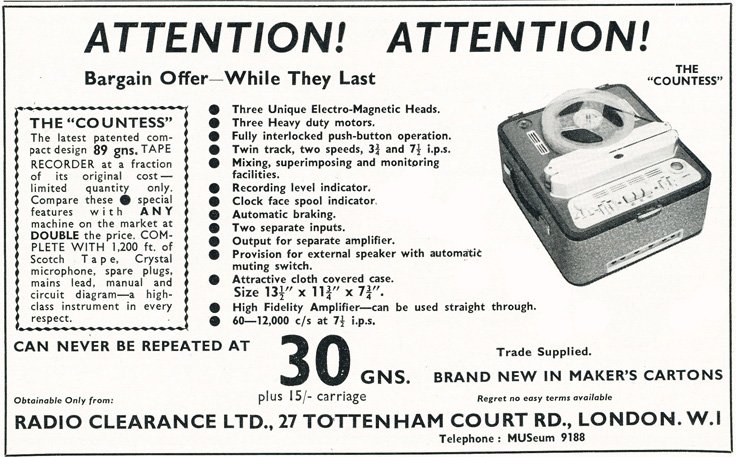 ATTENTION! ATTENTION!
Bargain Offer—While They Last
THE
"COUNTESS"
THE "COUNTESS"
The latest patented com-
pact design 89 gns. TAPE
RECORDER at a fraction
of its original cost—
limited quantity only.
Compare these ● special
features with ANY
machine on the market at
DOUBLE the price. COM-
PLETE WITH 1,200 ft. of
Scotch Tape, Crystal
microphone, spare plugs,
mains lead, manual and
circuit diagram—a high-
class instrument in every
respect.
● Three Unique Electro-Magnetic Heads.
● Three Heavy duty motors.
● Fully interlocked push-button operation.
● Twin track, two speeds, 3¾ and 7½ i.p.s.
● Mixing, superimposing and monitoring
facilities.
● Recording level indicator.
● Clock face spool indicator.
● Automatic braking.
● Two separate inputs.
● Output for separate amplifier.
● Provision for external speaker with automatic
muting switch.
● Attractive cloth covered case.
Size 13½" x 11¾" x 7¾".
● High Fidelity Amplifier—can be used straight through.
● 60—12,000 c/s at 7½ i.p.s.
CAN NEVER BE REPEATED AT 30 GNS.
plus 15/- carriage
Trade Supplied.
BRAND NEW IN MAKER'S CARTONS
Obtainable Only from:
Regret no easy terms available
RADIO CLEARANCE LTD., 27 TOTTENHAM COURT RD., LONDON. W.1
Telephone : MUSeum 9188